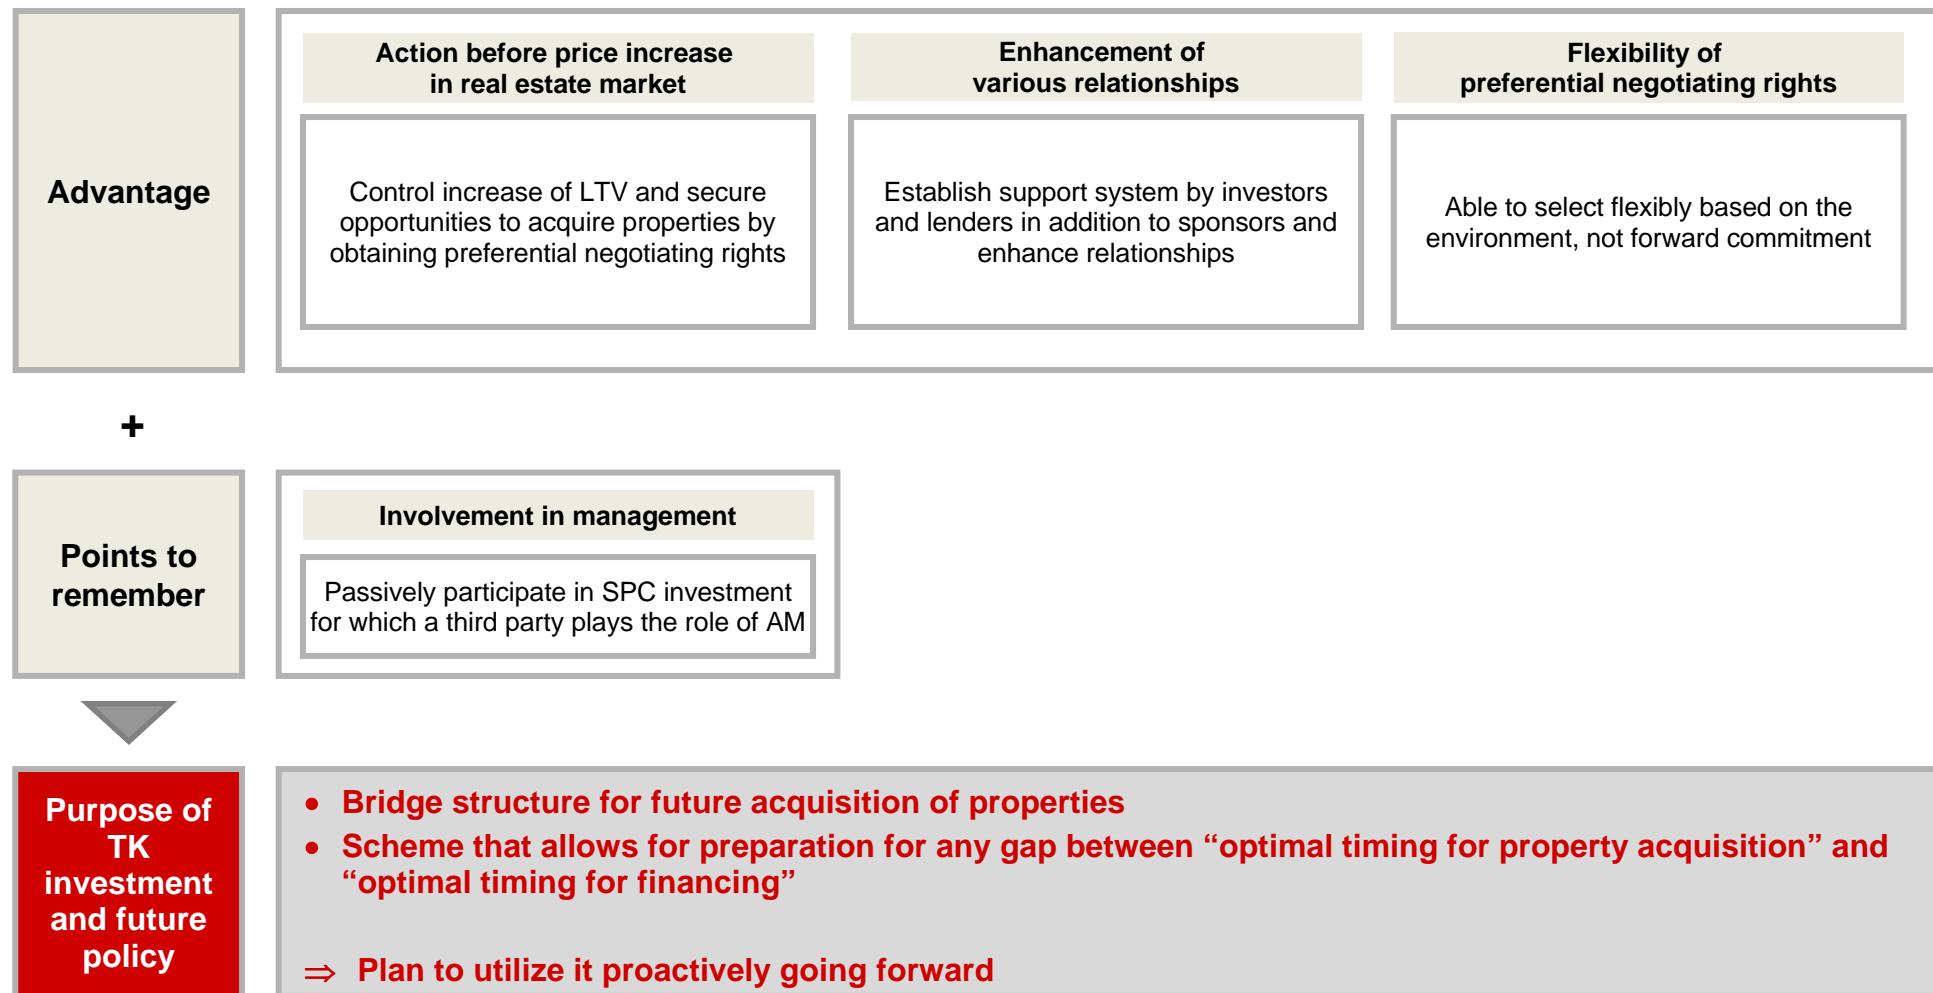 Advantage
Action before price increase
in real estate market
Control increase of LTV and secure
opportunities to acquire properties by
obtaining preferential negotiating rights
Enhancement of
various relationships
Establish support system by investors
and lenders in addition to sponsors and
enhance relationships
Flexibility of
preferential negotiating rights
Able to select flexibly based on the
environment, not forward commitment
+
Points to
remember
Involvement in management
Passively participate in SPC investment
for which a third party plays the role of AM
Purpose of
TK
investment
and future
policy
• Bridge structure for future acquisition of properties
• Scheme that allows for preparation for any gap between “optimal timing for property acquisition” and
“optimal timing for financing”
⇒ Plan to utilize it proactively going forward